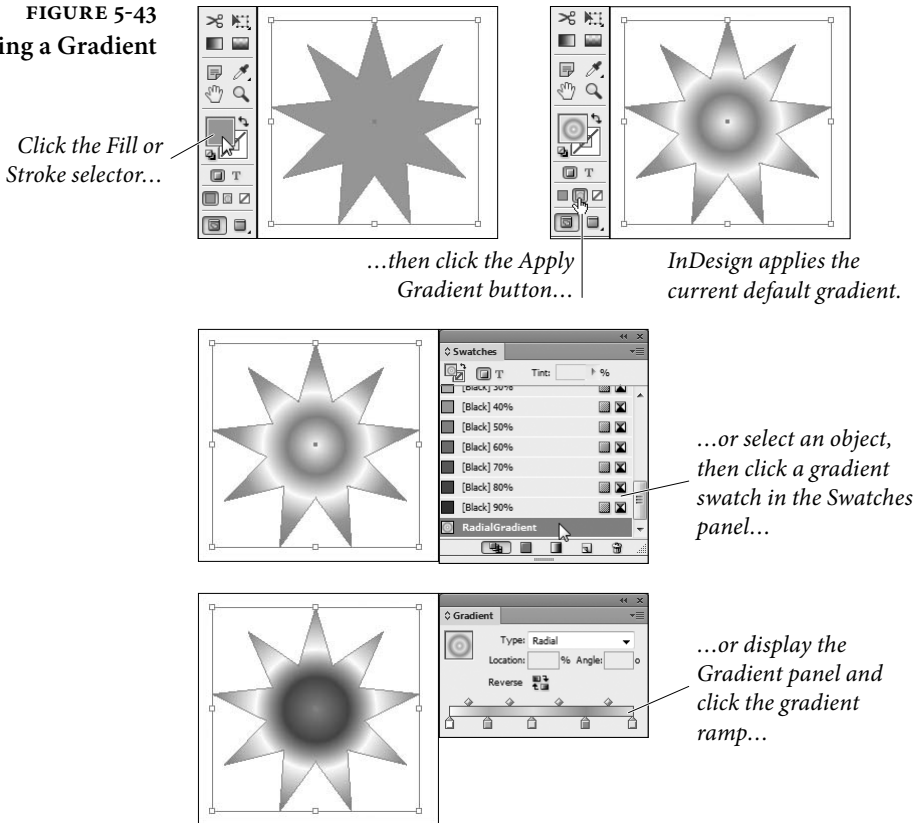 FIGURE 5-43
ing a Gradient
Click the Fill or
Stroke selector…
T
T
…then click the Apply
Gradient button…
InDesign applies the
current default gradient.
Swatches
T
Tint:
%
[Black] 30%
[Black] 40%
[Black] 50%
[Black] 60%
[Black] 70%
[Black] 80%
[Black] 90%
RadialGradient
…or select an object,
then click a gradient
swatch in the Swatches
panel…
Gradient
Type: Radial
Location: % Angle: °
Reverse
…or display the
Gradient panel and
click the gradient
ramp…